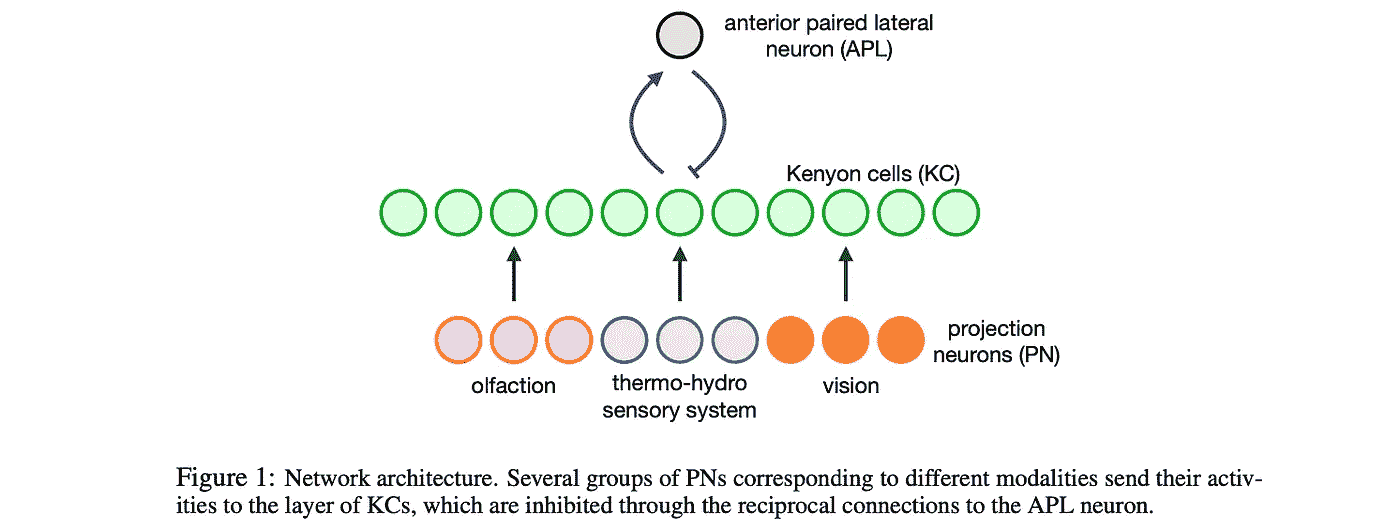 anterior paired lateral
neuron (APL)
Kenyon cells (KC)
projection
neurons (PN)
olfaction
thermo-hydro
sensory system
vision
Figure 1: Network architecture. Several groups of PNs corresponding to different modalities send their activ-
ities to the layer of KCs, which are inhibited through the reciprocal connections to the APL neuron.